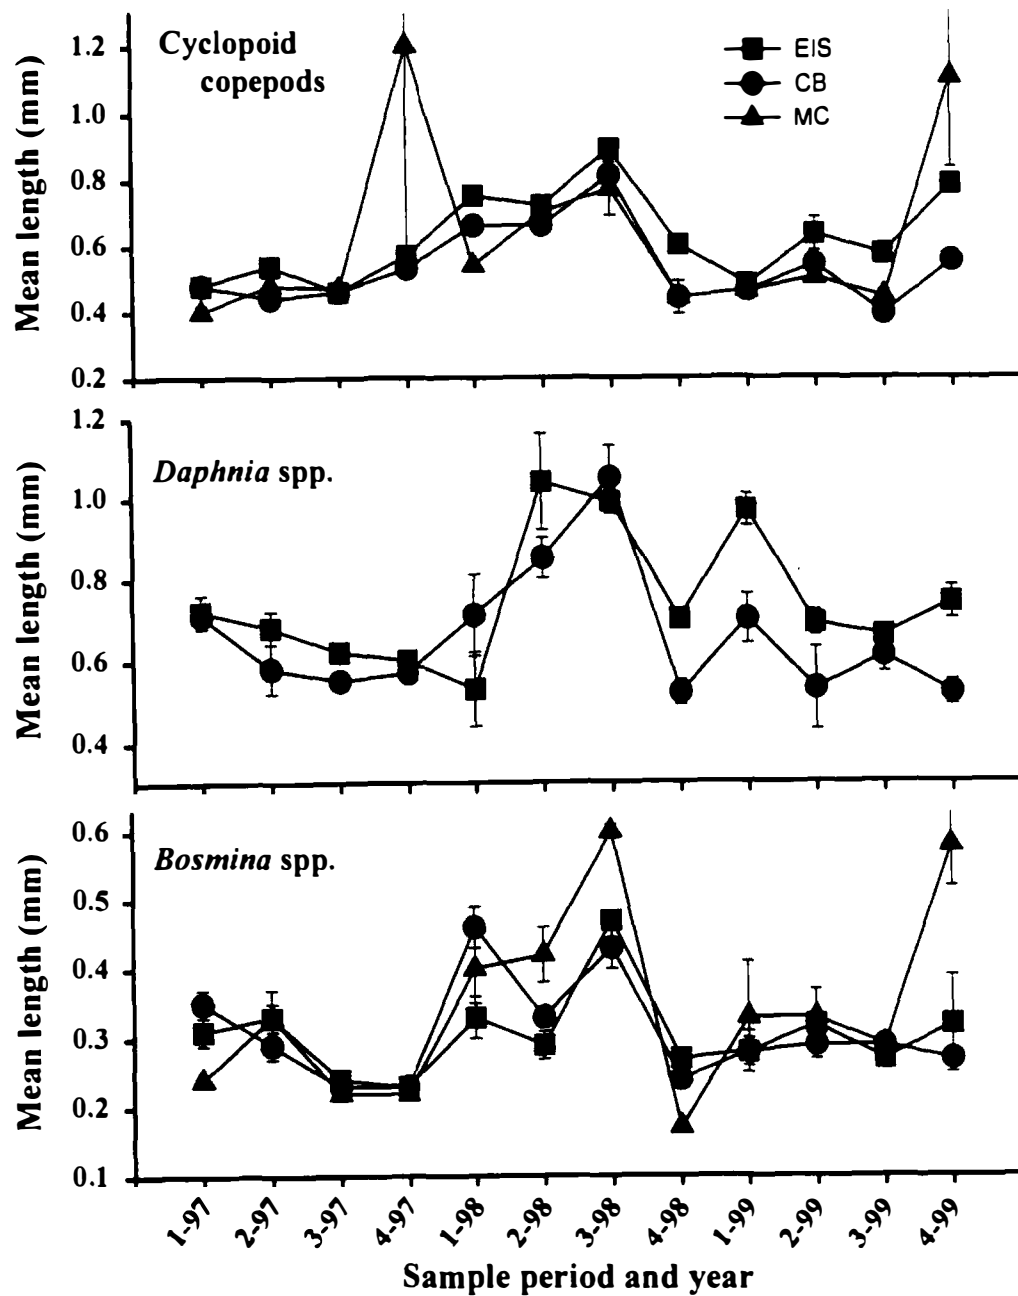 Cyclopoid
copepods
EIS
CB
MC
Mean length (mm)
1.2
1.0
0.8
0.6
0.4
0.2
Daphnia spp.
Mean length (mm)
1.2
1.0
0.8
0.6
0.4
Bosmina spp.
Mean length (mm)
0.6
0.5
0.4
0.3
0.2
0.1
1-97 2-97 3-97 4-97 1-98 2-98 3-98 4-98 1-99 2-99 3-99 4-99
Sample period and year